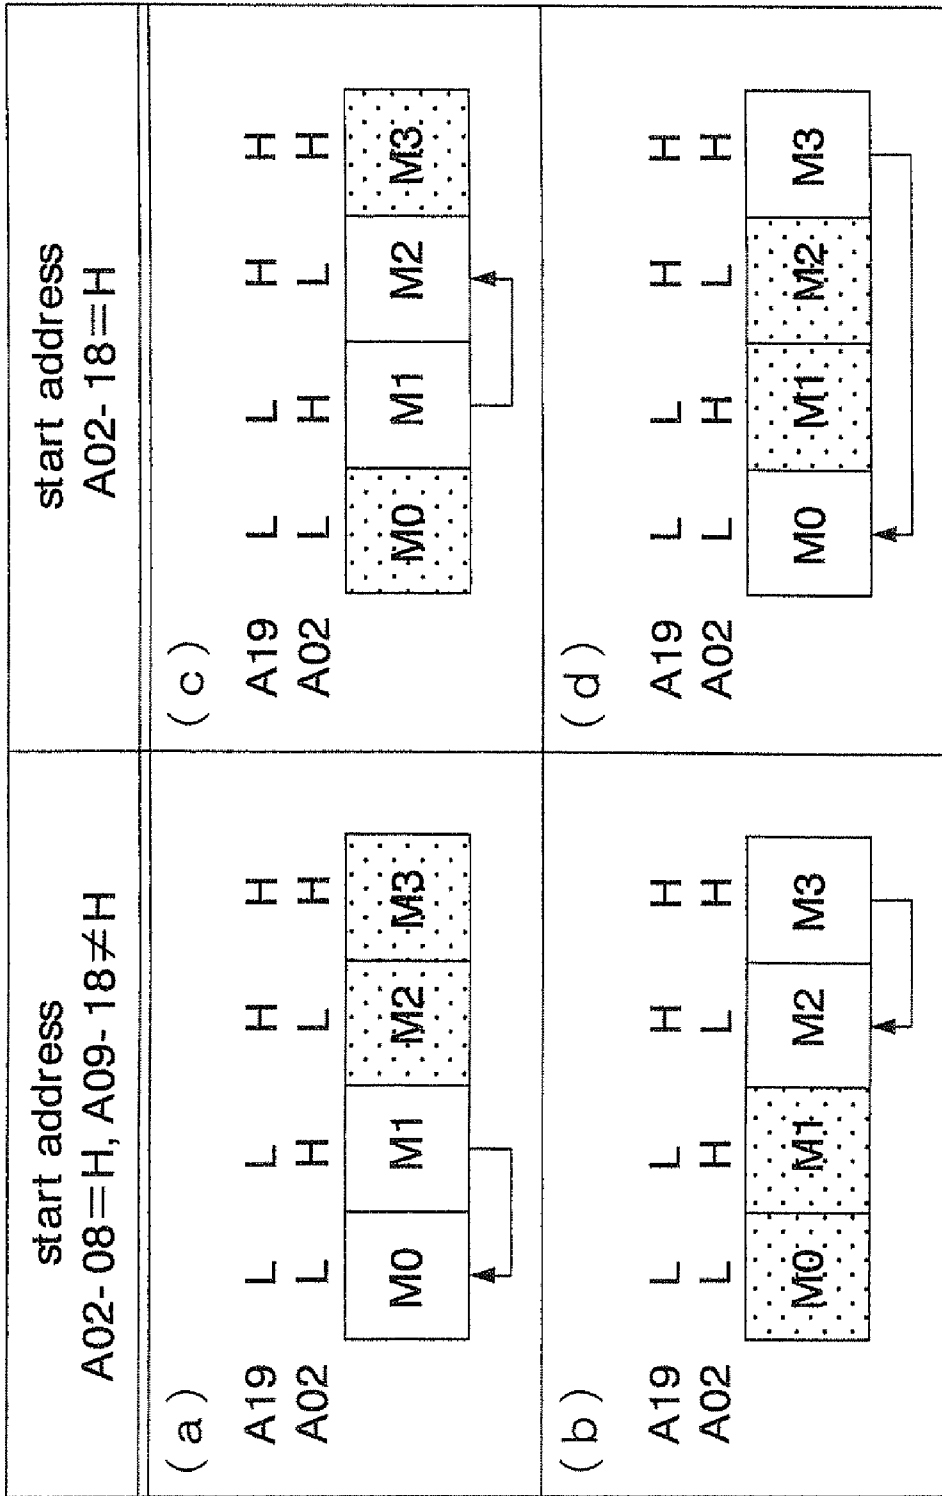 start address
A02-08=H, A09-18≠H
start address
A02-18=H
(a)
A19 L L H H
A02 L H L H
M0 M1 M2 M3
(c)
A19 L L H H
A02 L H L H
M0 M1 M2 M3
(b)
A19 L L H H
A02 L H L H
M0 M1 M2 M3
(d)
A19 L L H H
A02 L H L H
M0 M1 M2 M3